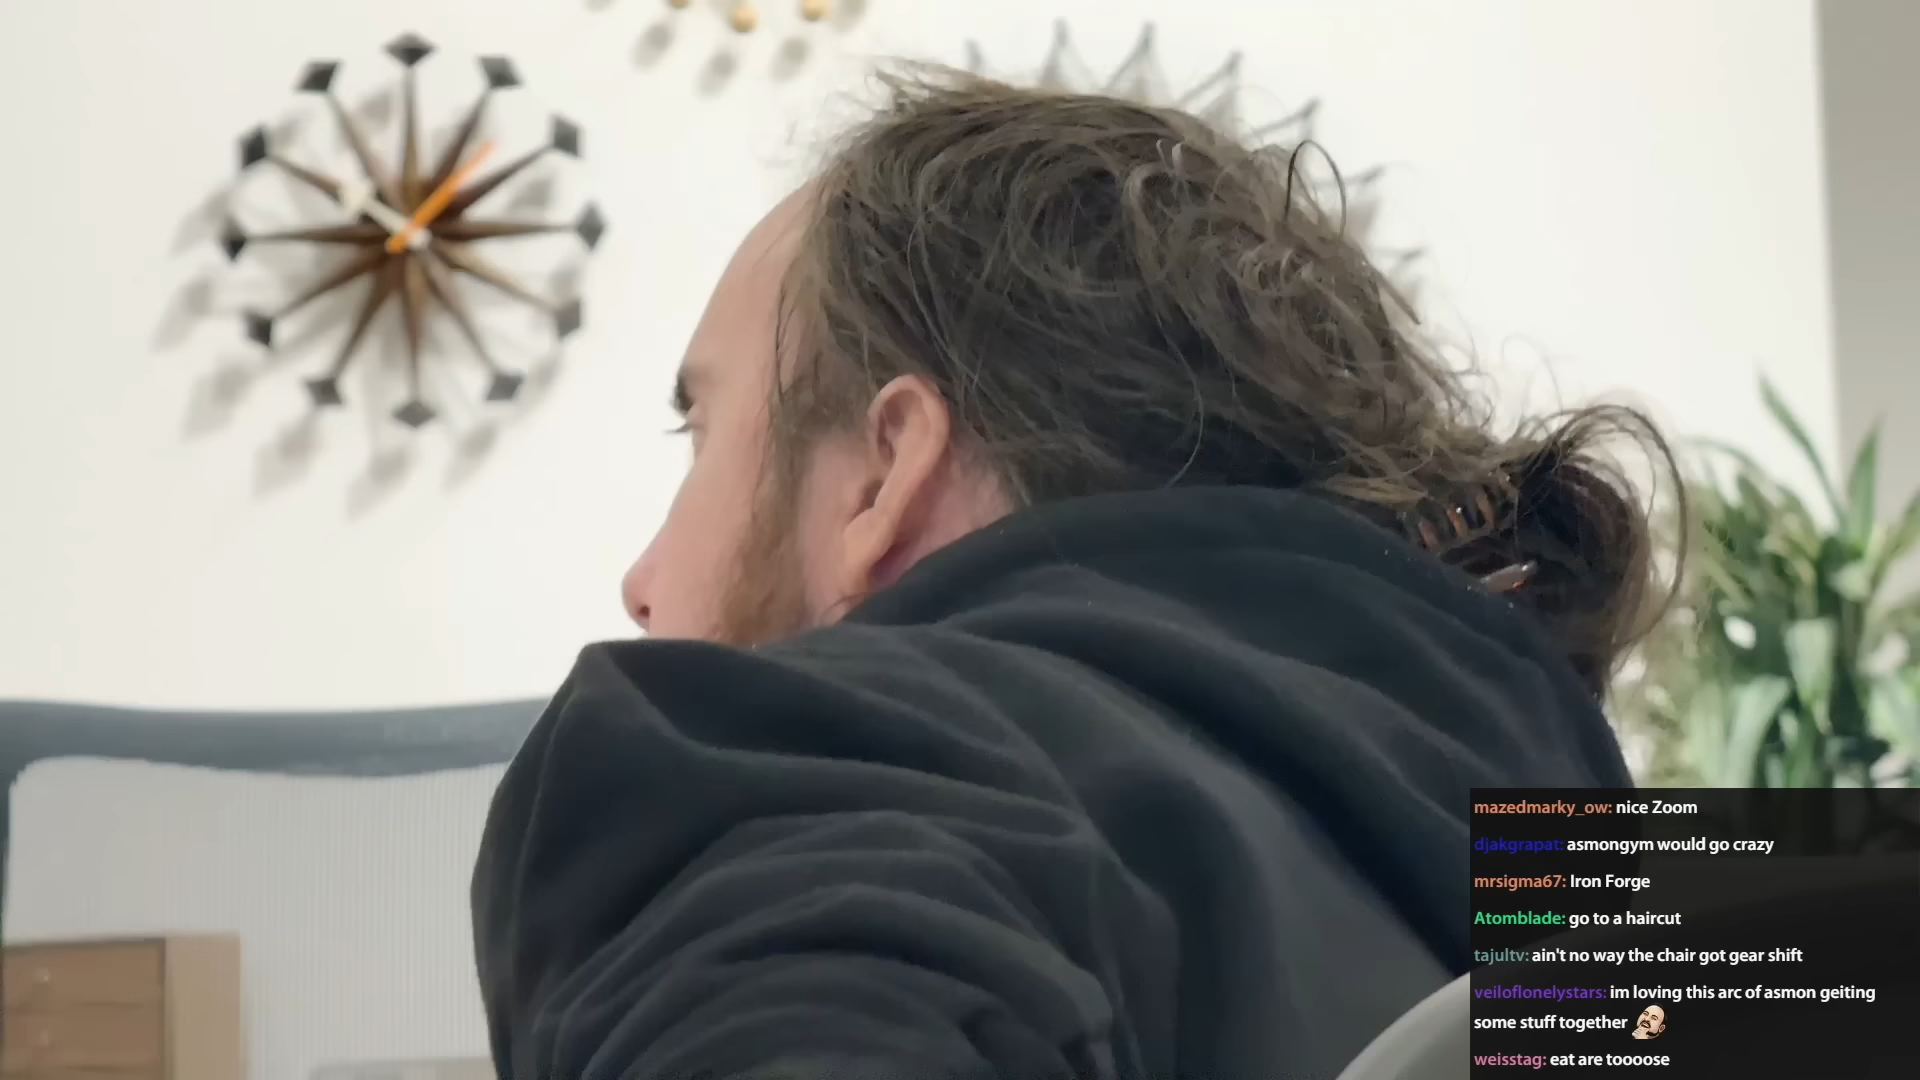 mazedmarky_ow: nice Zoom
djakgrapat: asmongym would go crazy
mrsigma67: Iron Forge
Atomblade: go to a haircut
tajultv: ain't no way the chair got gear shift
veiloflonelystars: im loving this arc of asmon geiting
some stuff together
weisstag: eat are toooose